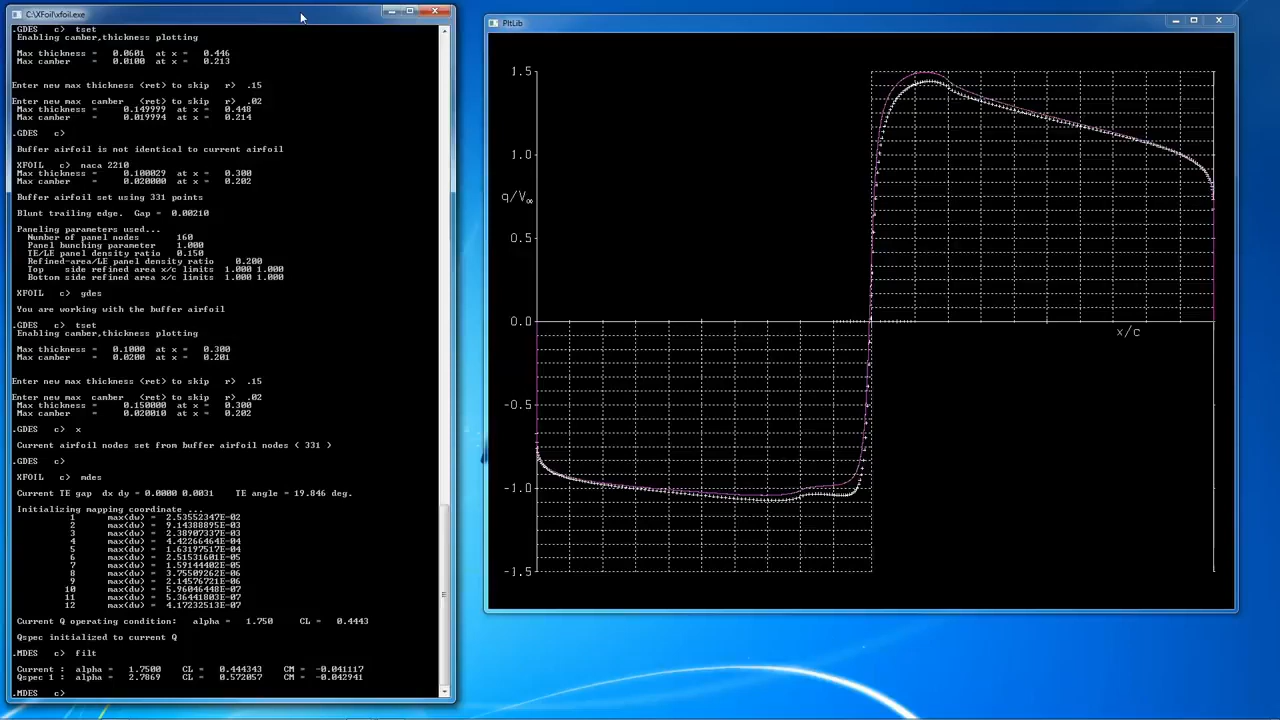 C:\XFoil\xfoil.exe
.GDES   c>  tset
Enabling camber,thickness plotting
Max thickness =   0.0601  at x =   0.446
Max camber    =   0.0100  at x =   0.213
Enter new max thickness <ret> to skip   r>  .15
Enter new max  camber  <ret> to skip   r>  .02
Max thickness =   0.149999  at x =   0.448
Max camber    =   0.019994  at x =   0.214
.GDES   c>
Buffer airfoil is not identical to current airfoil
XFOIL   c>  naca 2210
Max thickness =   0.100029  at x =   0.300
Max camber    =   0.020000  at x =   0.202
Buffer airfoil set using 331 points
Blunt trailing edge.  Gap =  0.00210
Paneling parameters used...
Number of panel nodes      160
Panel bunching parameter   1.000
TE/LE panel density ratio  0.150
Refined-area/LE panel density ratio   0.200
Top    side refined area x/c limits  1.000 1.000
Bottom side refined area x/c limits  1.000 1.000
XFOIL   c>  gdes
You are working with the buffer airfoil
.GDES   c>  tset
Enabling camber,thickness plotting
Max thickness =   0.1000  at x =   0.300
Max camber    =   0.0200  at x =   0.201
Enter new max thickness <ret> to skip   r>  .15
Enter new max  camber  <ret> to skip   r>  .02
Max thickness =   0.150000  at x =   0.300
Max camber    =   0.020010  at x =   0.202
.GDES   c>  x
Current airfoil nodes set from buffer airfoil nodes ( 331 )
.GDES   c>
XFOIL   c>  mdes
Current TE gap  dx dy = 0.0000 0.0031    TE angle = 19.846 deg.
Initializing mapping coordinate ...
1      max(dw) =  2.53552347E-02
2      max(dw) =  9.14388895E-03
3      max(dw) =  2.38907337E-03
4      max(dw) =  4.42266464E-04
5      max(dw) =  1.63197517E-04
6      max(dw) =  2.51531601E-05
7      max(dw) =  1.59144402E-05
8      max(dw) =  3.75509262E-06
9      max(dw) =  2.14576721E-06
10      max(dw) =  5.96046448E-07
11      max(dw) =  5.36441803E-07
12      max(dw) =  4.17232513E-07
Current Q operating condition:  alpha =   1.750     CL =    0.4443
Qspec initialized to current Q
.MDES   c>  filt
Current :  alpha =   1.7500    CL =   0.444343    CM =  -0.041117
Qspec 1 :  alpha =   2.7869    CL =   0.572057    CM =  -0.042941
.MDES   c>
PltLib
1.5
1.0
q/V∞
0.5
0.0
x/c
-0.5
-1.0
-1.5